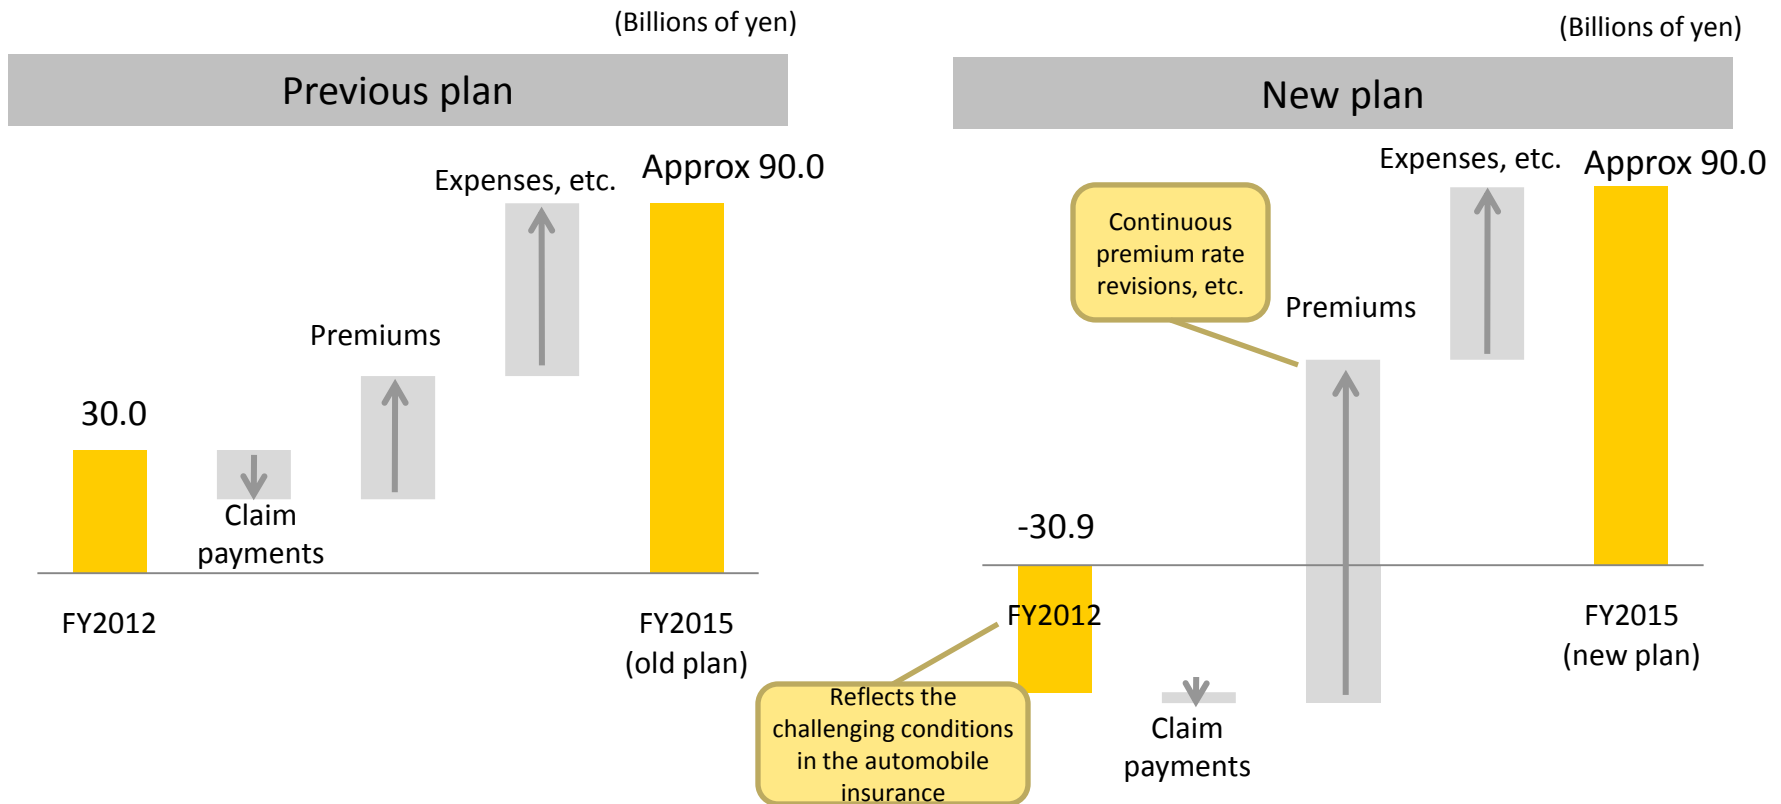 (Billions of yen)
Previous plan
Expenses, etc.
Approx 90.0
Premiums
30.0
Claim
payments
FY2012
FY2015
(old plan)
(Billions of yen)
New plan
Expenses, etc.
Approx 90.0
Continuous
premium rate
revisions, etc.
Premiums
-30.9
FY2012
FY2015
(new plan)
Reflects the
challenging conditions
in the automobile
insurance
Claim
payments